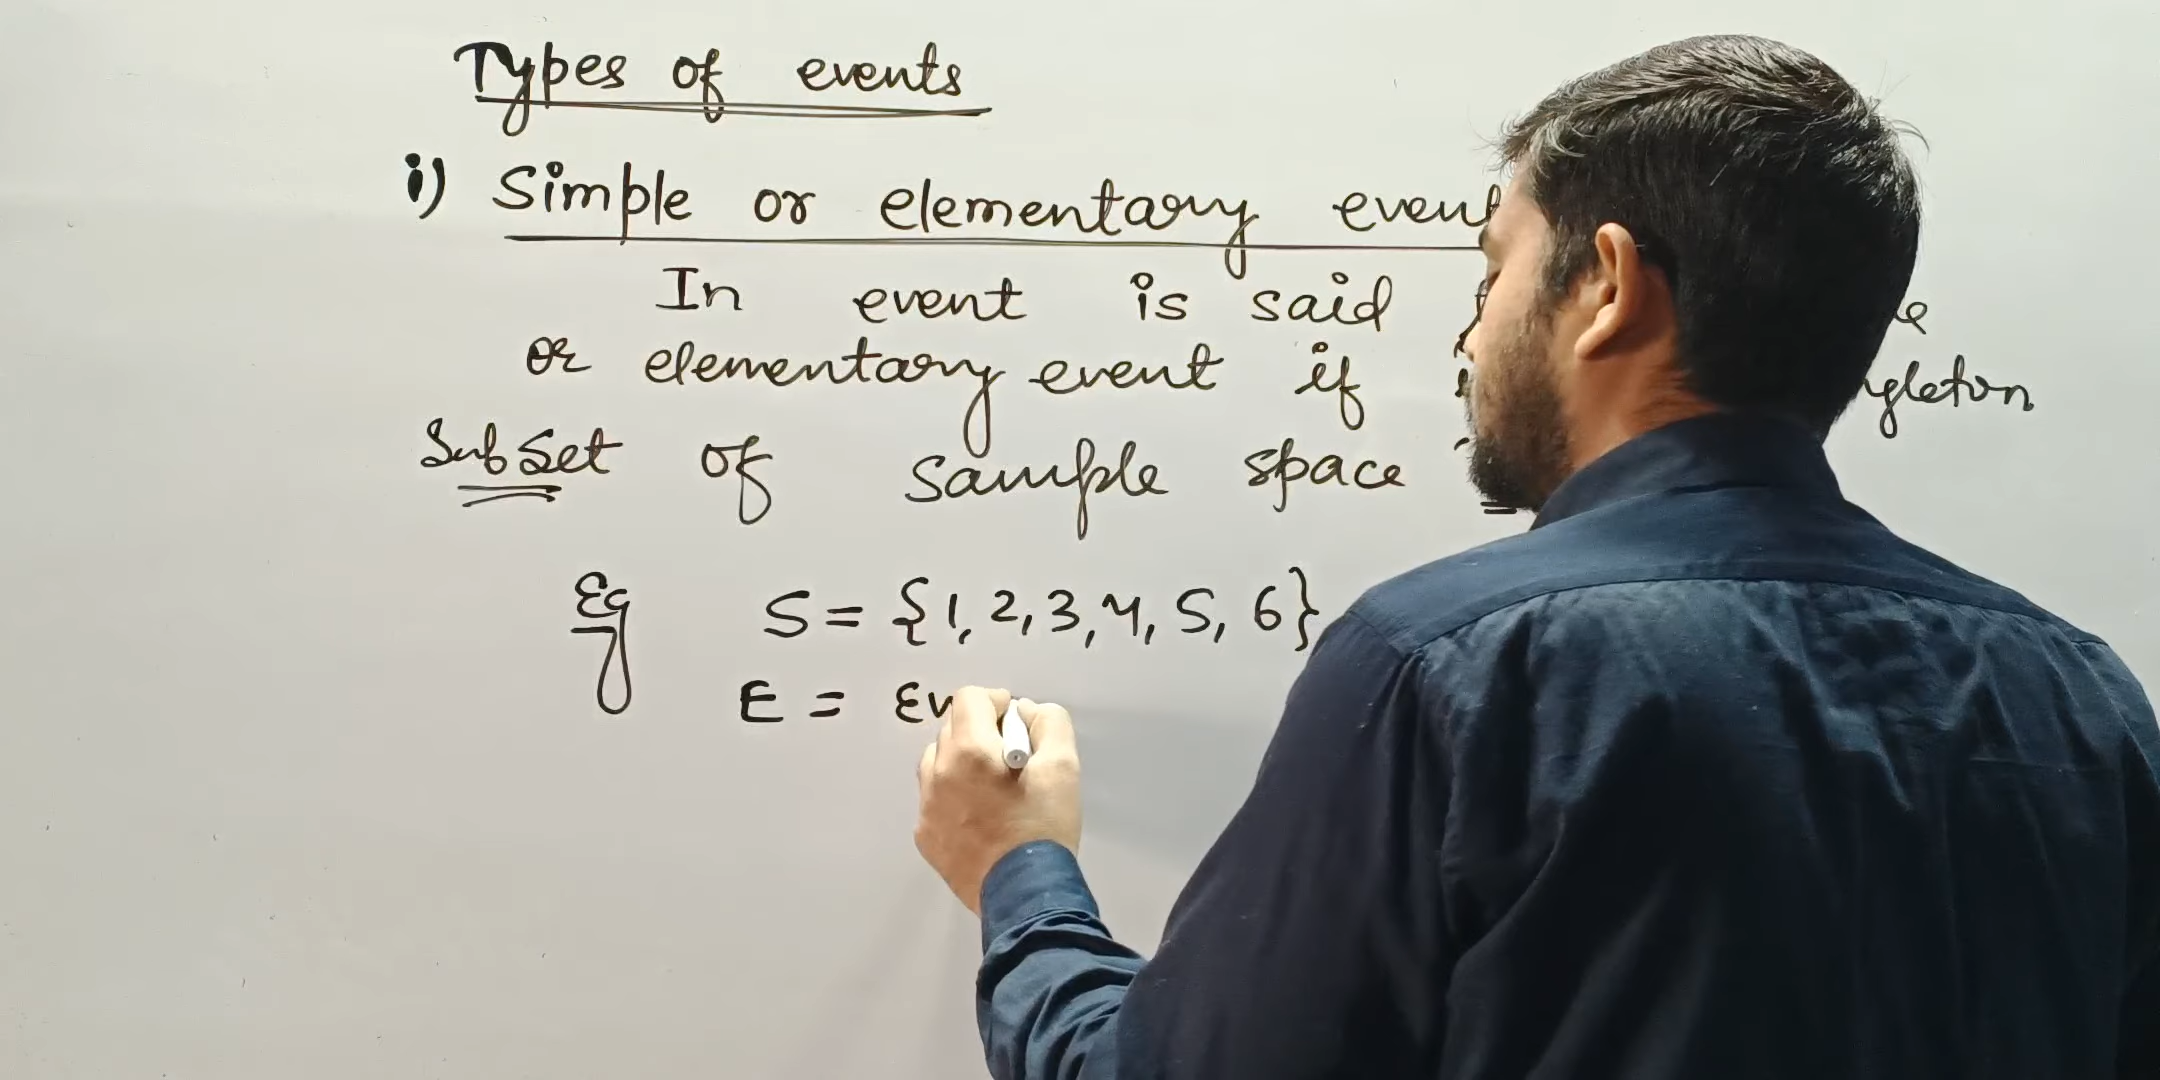 Types of events
i) Simple or elementary event
In event is said
or elementary event if
SubSet of sample space
Eg S = {1, 2, 3, 4, 5, 6}
E =